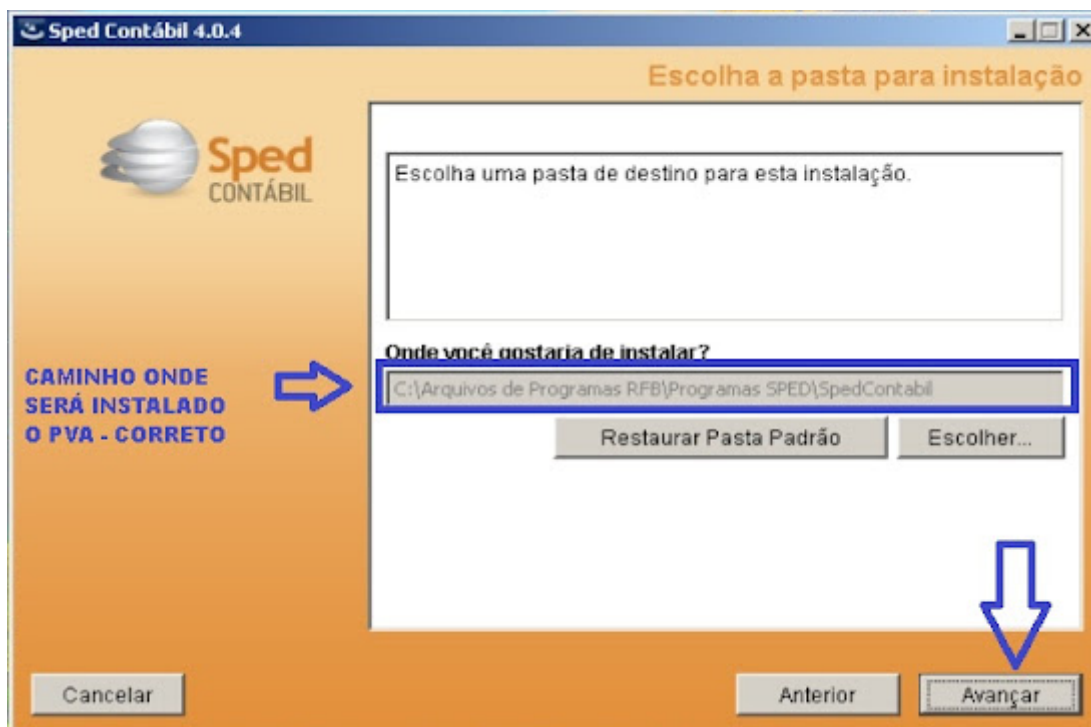 Sped Contábil 4.0.4
Escolha a pasta para instalação
Sped
CONTÁBIL
Escolha uma pasta de destino para esta instalação.
Onde você gostaria de instalar?
C:\Arquivos de Programas RFB\Programas SPED\SpedContabil
CAMINHO ONDE
SERÁ INSTALADO
O PVA - CORRETO
Restaurar Pasta Padrão
Escolher...
Cancelar
Anterior
Avançar